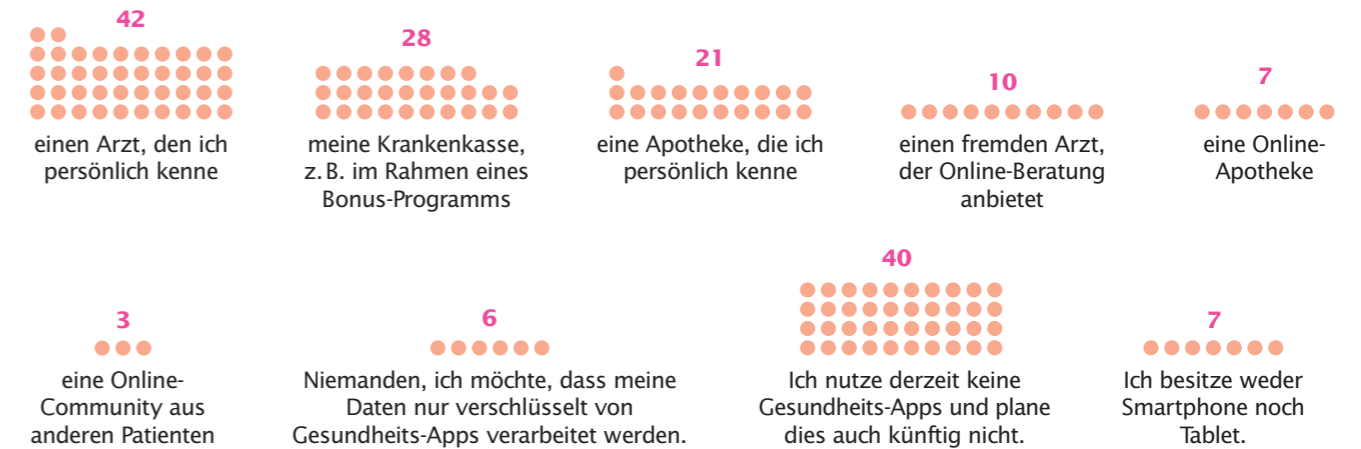 42
einen Arzt, den ich
persönlich kenne
28
meine Krankenkasse,
z. B. im Rahmen eines
Bonus-Programms
21
eine Apotheke, die ich
persönlich kenne
10
einen fremden Arzt,
der Online-Beratung
anbietet
7
eine Online-
Apotheke
3
eine Online-
Community aus
anderen Patienten
6
Niemanden, ich möchte, dass meine
Daten nur verschlüsselt von
Gesundheits-Apps verarbeitet werden.
40
Ich nutze derzeit keine
Gesundheits-Apps und plane
dies auch künftig nicht.
7
Ich besitze weder
Smartphone noch
Tablet.